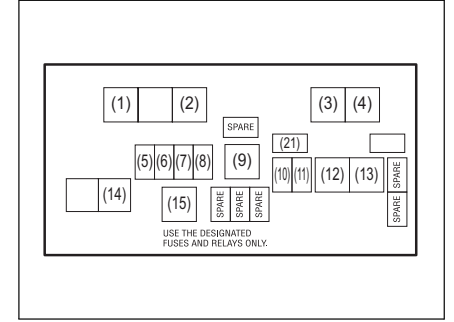 (1) (2) (3) (4)
SPARE
(21)
(5) (6) (7) (8) (9)
(10) (11) (12) (13) SPARE
(14)
(15) SPARE SPARE SPARE SPARE
USE THE DESIGNATED
FUSES AND RELAYS ONLY.